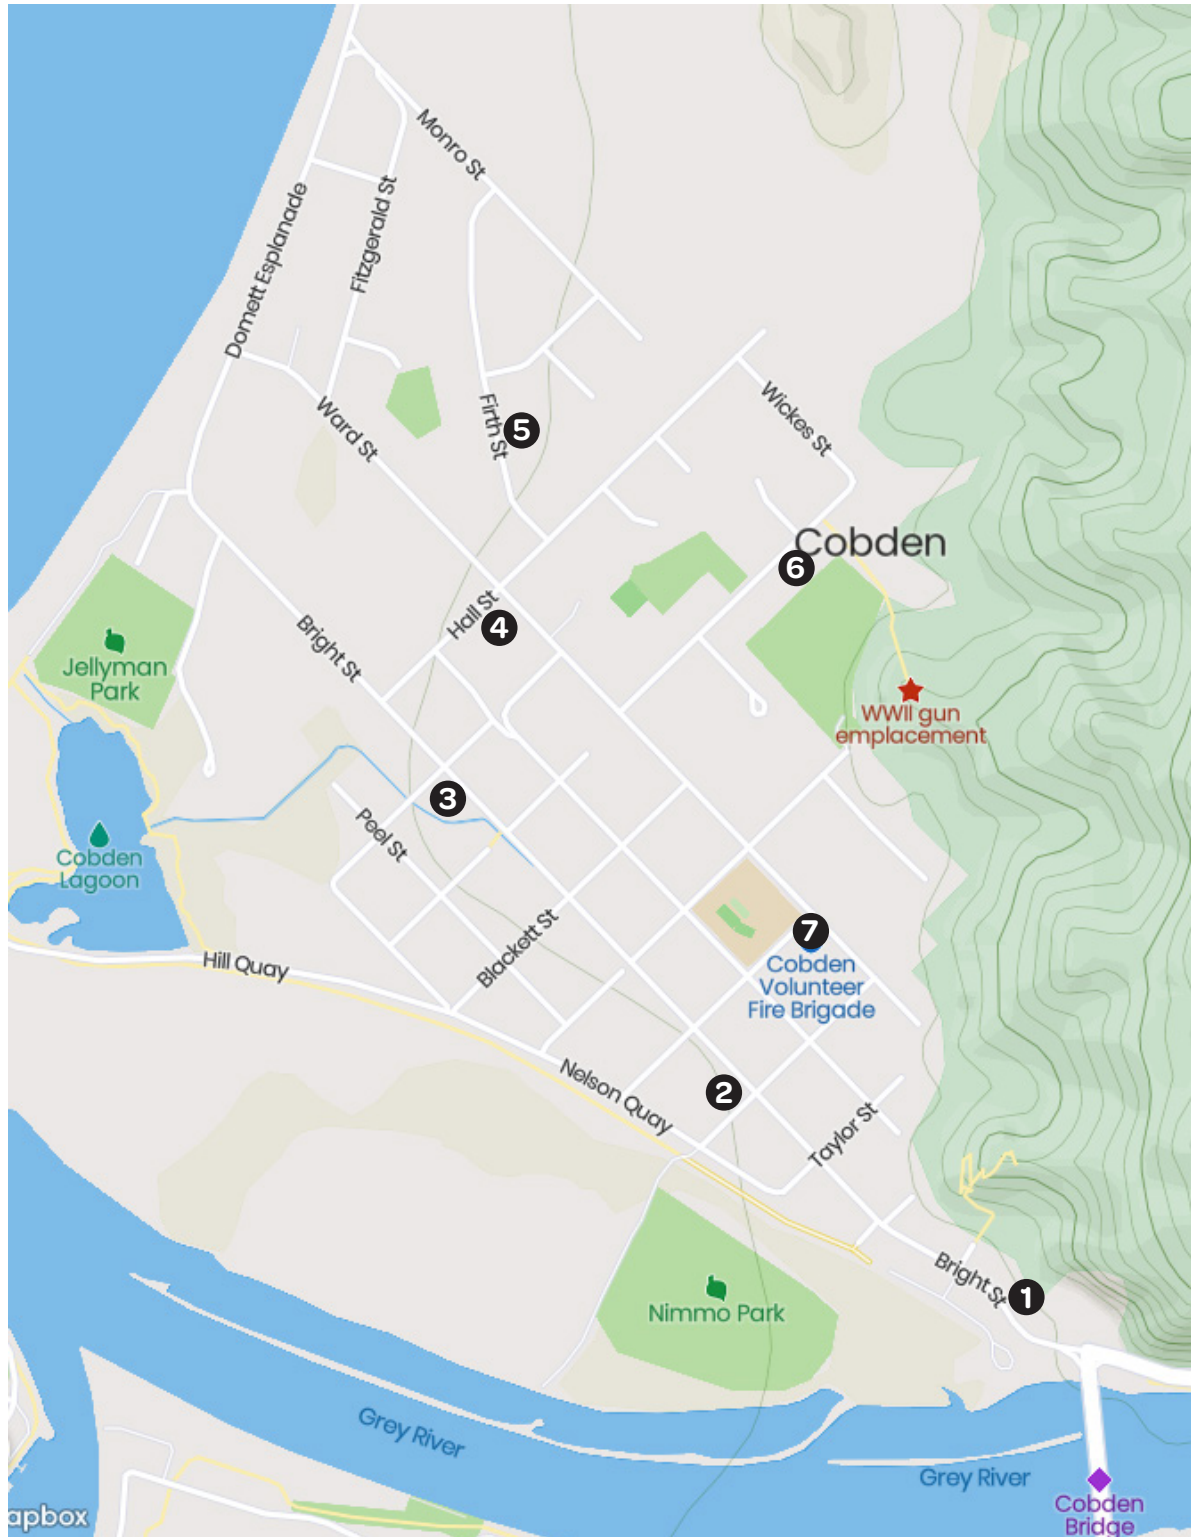 Monro St
Domett Esplanade
Fitzgerald St
Ward St
Firth St
5
Wickes St
Cobden
6
Hall St
4
Bright St
Jellyman
Park
WWII gun
emplacement
3
Peel St
Cobden
Lagoon
Blackett St
7
Cobden
Volunteer
Fire Brigade
Hill Quay
Nelson Quay
2
Taylor St
Bright St
1
Nimmo Park
Grey River
Grey River
Cobden
Bridge
apbox